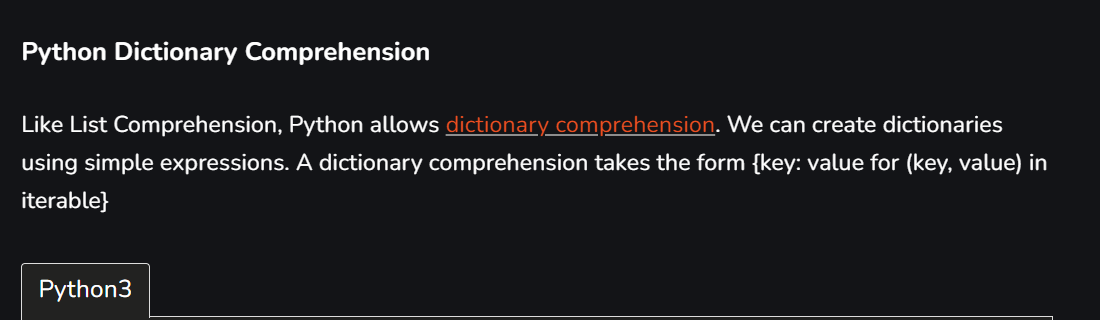 Python Dictionary Comprehension
Like List Comprehension, Python allows dictionary comprehension. We can create dictionaries
using simple expressions. A dictionary comprehension takes the form {key: value for (key, value) in
iterable}
Python3